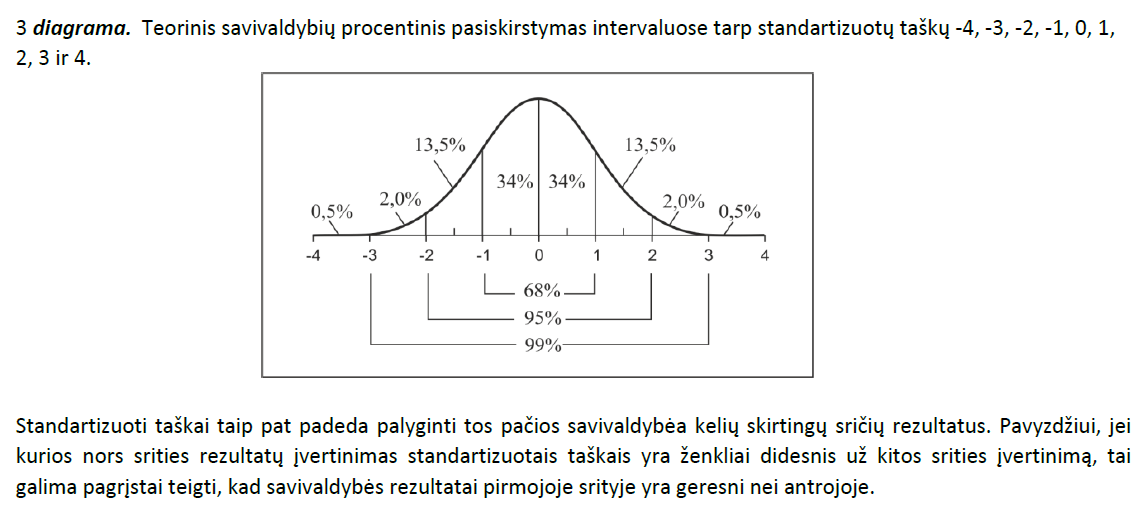 3 diagrama. Teorinis savivaldybių procentinis pasiskirstymas intervaluose tarp standartizuotų taškų -4, -3, -2, -1, 0, 1,
2, 3 ir 4.
13,5% 13,5%
34% 34%
2,0% 2,0%
0,5% 0,5%
-4 -3 -2 -1 0 1 2 3 4
68%
95%
99%
Standartizuoti taškai taip pat padeda palyginti tos pačios savivaldybėa kelių skirtingų sričių rezultatus. Pavyzdžiui, jei
kurios nors srities rezultatų įvertinimas standartizuotais taškais yra ženkliai didesnis už kitos srities įvertinimą, tai
galima pagrįstai teigti, kad savivaldybės rezultatai pirmojoje srityje yra geresni nei antrojoje.